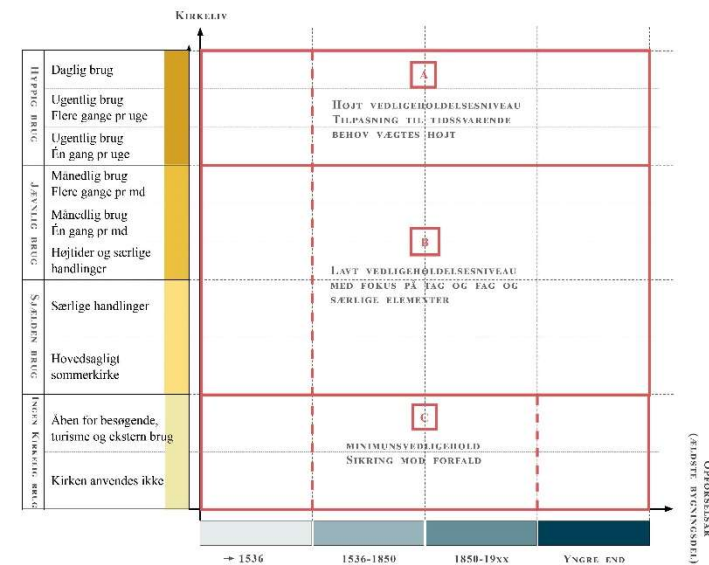 KIRKELIV
HYPPIG BRUG
Daglig brug
Ugentlig brug
Flere gange pr uge
Ugentlig brug
Én gang pr uge
JÆVNLIG BRUG
Månedlig brug
Flere gange pr md
Månedlig brug
Én gang pr md
Højtider og særlige
handlinger
SJÆLDEN BRUG
Særlige handlinger
Hovedsagligt
sommerkirke
INGEN KIRKELIG BRUG
Åben for besøgende,
turisme og ekstern brug
Kirken anvendes ikke
A
HØJT VEDLIGEHOLDELSESNIVEAU
TILPASNING TIL TIDSSVARENDE
BEHOV VÆGTES HØJT
B
LAVT VEDLIGEHOLDELSESNIVEAU
MED FOKUS PÅ TAG OG FAG OG
SÆRLIGE ELEMENTER
C
MINIMUNSVEDLIGEHOLD
SIKRING MOD FORFALD
OPFØRSELSÅR
(ÆLDSTE BYGNINGSDEL)
→ 1536
1536-1850
1850-19XX
YNGRE END